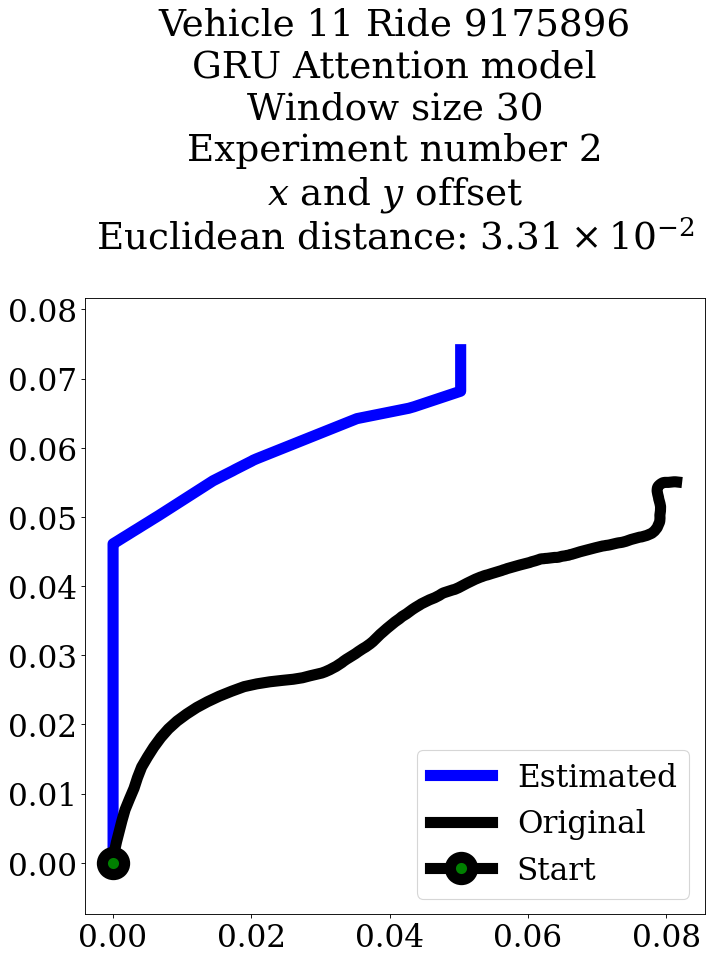 Vehicle 11 Ride 9175896
GRU Attention model
Window size 30
Experiment number 2
x and y offset
Euclidean distance: 3.31 × 10⁻²
0.08
0.07
0.06
0.05
0.04
0.03
0.02
0.01
0.00
Estimated
Original
Start
0.00 0.02 0.04 0.06 0.08